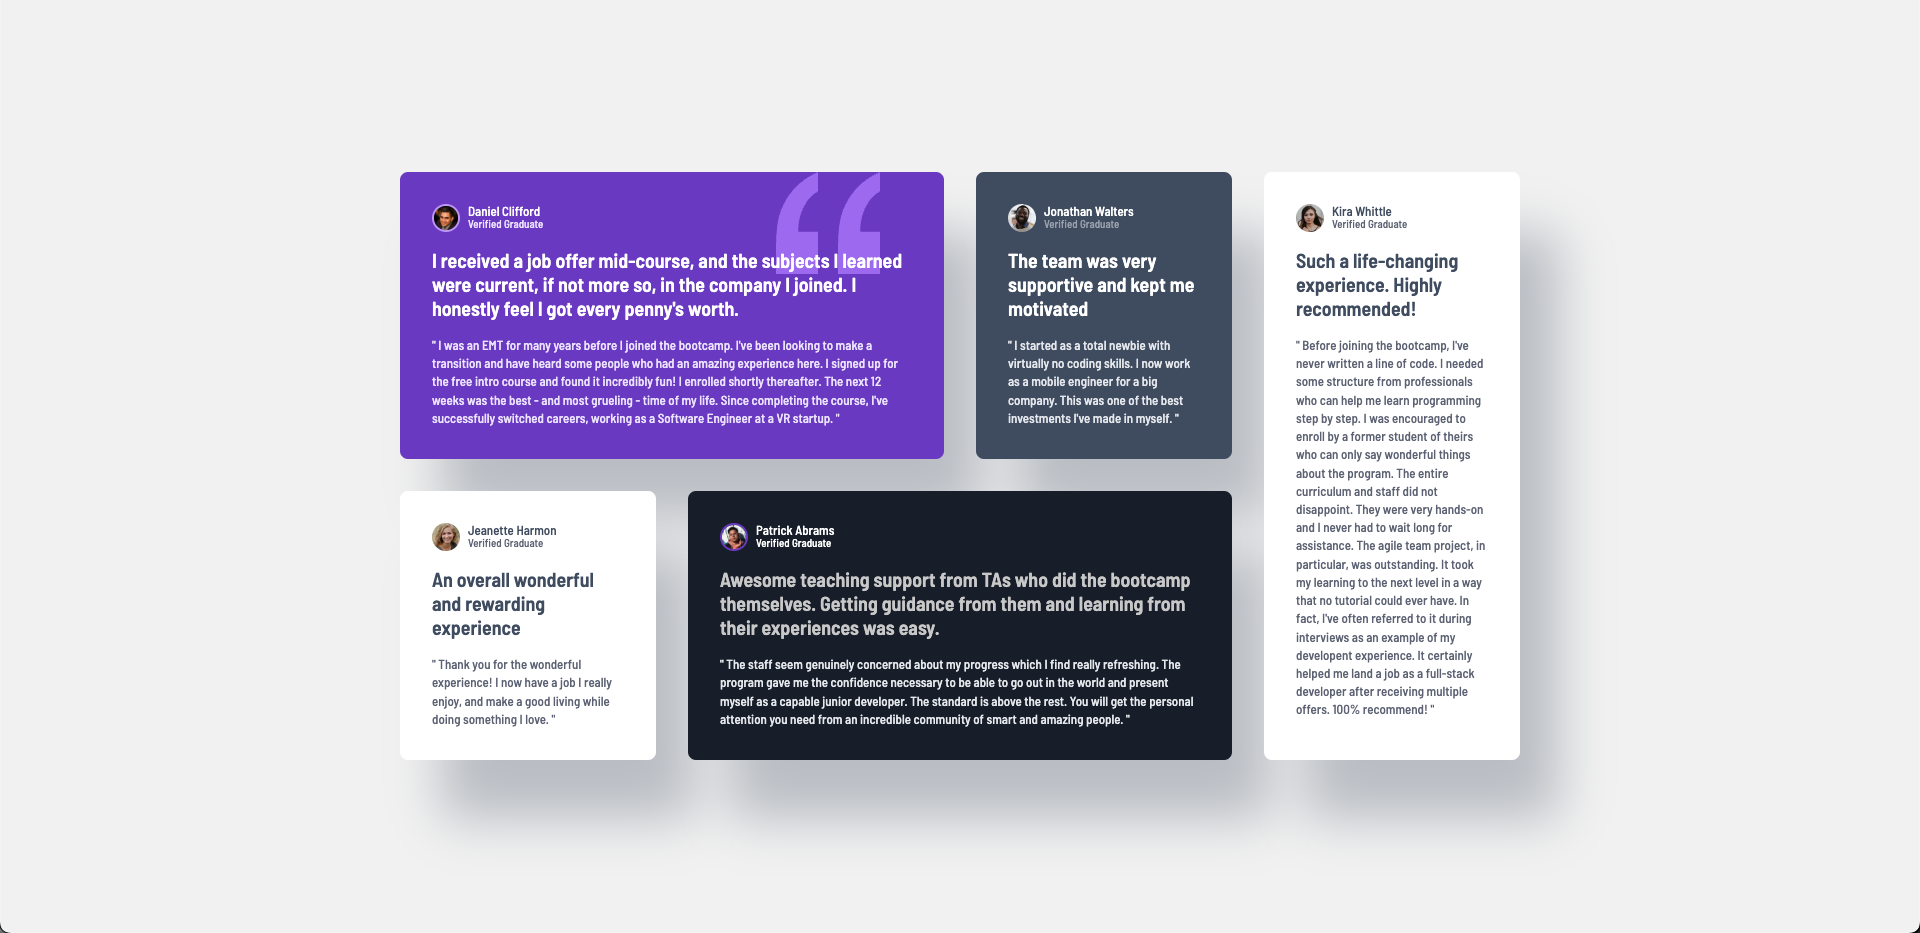 Daniel Clifford
Verified Graduate
I received a job offer mid-course, and the subjects I learned
were current, if not more so, in the company I joined. I
honestly feel I got every penny's worth.
" I was an EMT for many years before I joined the bootcamp. I've been looking to make a
transition and have heard some people who had an amazing experience here. I signed up for
the free intro course and found it incredibly fun! I enrolled shortly thereafter. The next 12
weeks was the best - and most grueling - time of my life. Since completing the course, I've
successfully switched careers, working as a Software Engineer at a VR startup. "
Jonathan Walters
Verified Graduate
The team was very
supportive and kept me
motivated
" I started as a total newbie with
virtually no coding skills. I now work
as a mobile engineer for a big
company. This was one of the best
investments I've made in myself. "
Kira Whittle
Verified Graduate
Such a life-changing
experience. Highly
recommended!
" Before joining the bootcamp, I've
never written a line of code. I needed
some structure from professionals
who can help me learn programming
step by step. I was encouraged to
enroll by a former student of theirs
who can only say wonderful things
about the program. The entire
curriculum and staff did not
disappoint. They were very hands-on
and I never had to wait long for
assistance. The agile team project, in
particular, was outstanding. It took
my learning to the next level in a way
that no tutorial could ever have. In
fact, I've often referred to it during
interviews as an example of my
developent experience. It certainly
helped me land a job as a full-stack
developer after receiving multiple
offers. 100% recommend! "
Jeanette Harmon
Verified Graduate
An overall wonderful
and rewarding
experience
" Thank you for the wonderful
experience! I now have a job I really
enjoy, and make a good living while
doing something I love. "
Patrick Abrams
Verified Graduate
Awesome teaching support from TAs who did the bootcamp
themselves. Getting guidance from them and learning from
their experiences was easy.
" The staff seem genuinely concerned about my progress which I find really refreshing. The
program gave me the confidence necessary to be able to go out in the world and present
myself as a capable junior developer. The standard is above the rest. You will get the personal
attention you need from an incredible community of smart and amazing people. "